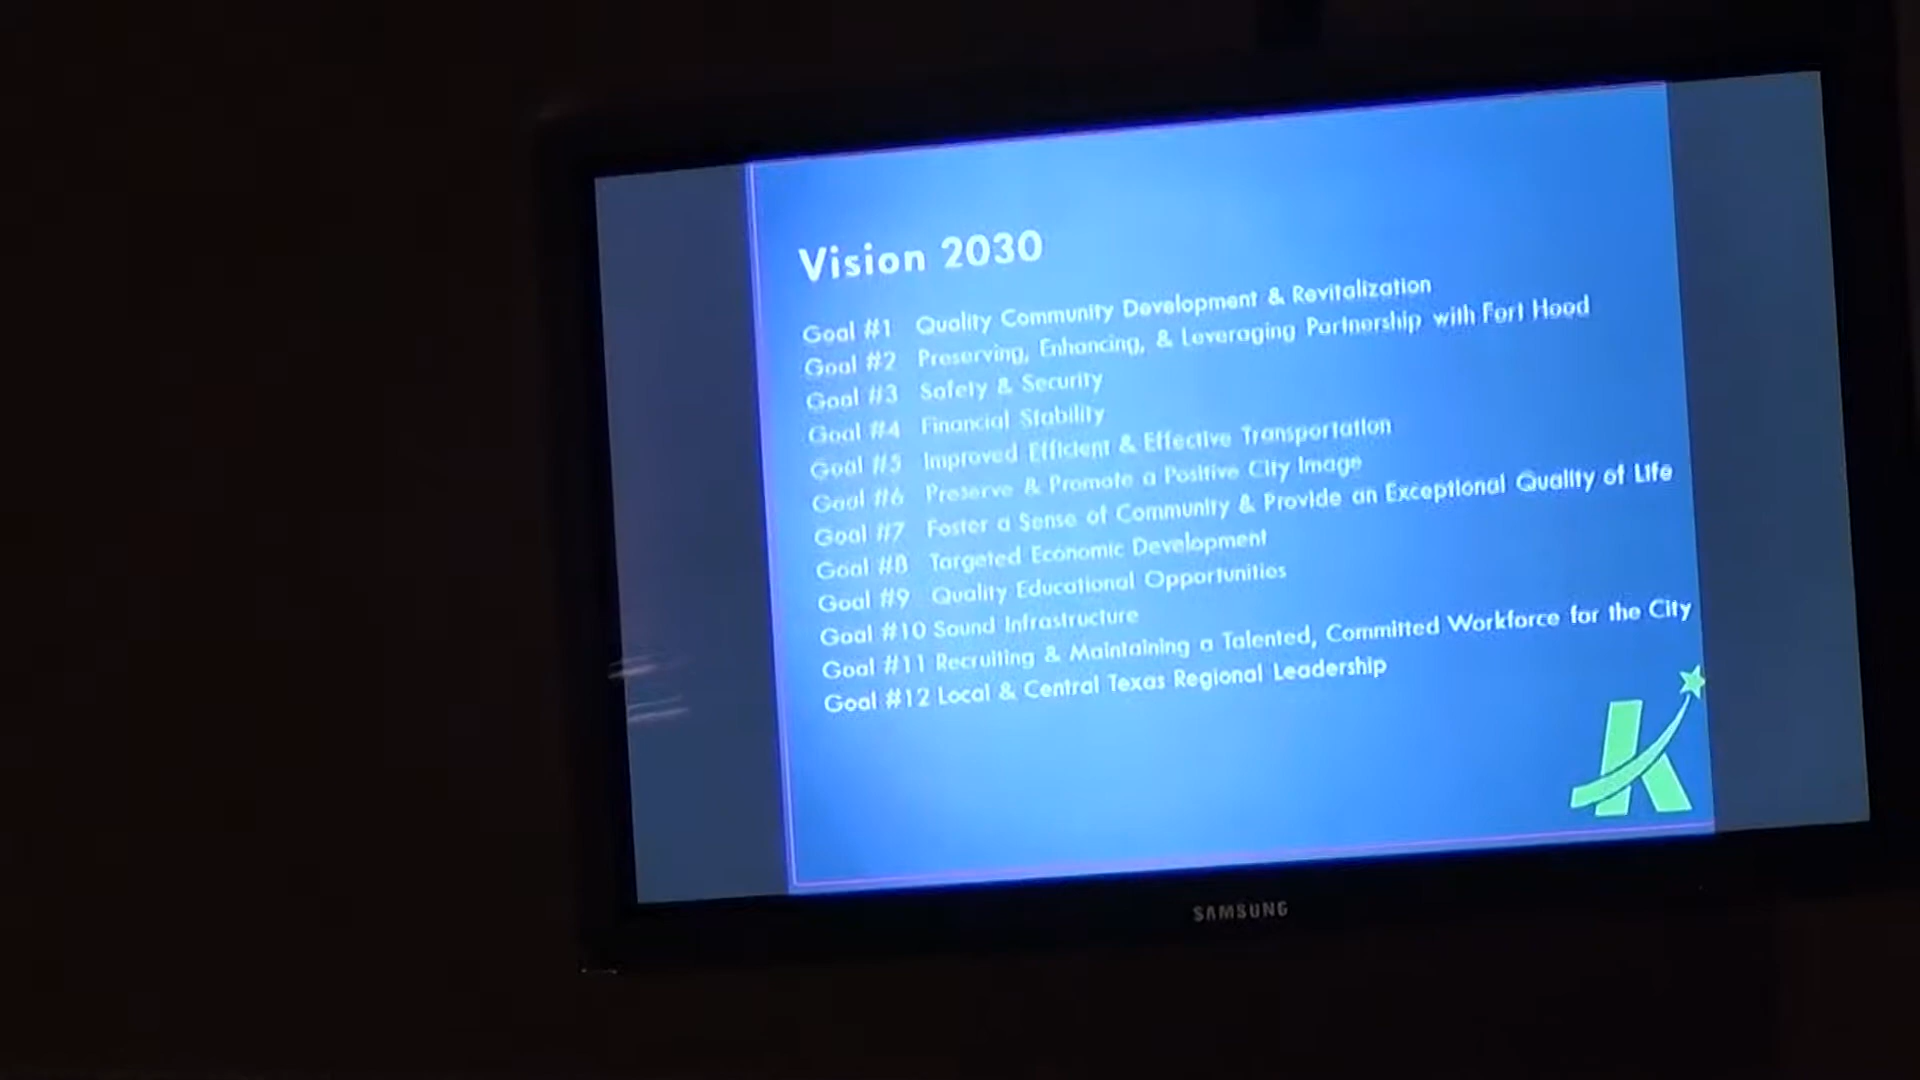 Vision 2030
Goal #1 Quality Community Development & Revitalization
Goal #2 Preserving, Enhancing, & Leveraging Partnership with Fort Hood
Goal #3 Safety & Security
Goal #4 Financial Stability
Goal #5 Improved Efficient & Effective Transportation
Goal #6 Preserve & Promote a Positive City Image
Goal #7 Foster a Sense of Community & Provide an Exceptional Quality of Life
Goal #8 Targeted Economic Development
Goal #9 Quality Educational Opportunities
Goal #10 Sound Infrastructure
Goal #11 Recruiting & Maintaining a Talented, Committed Workforce for the City
Goal #12 Local & Central Texas Regional Leadership
K
SAMSUNG